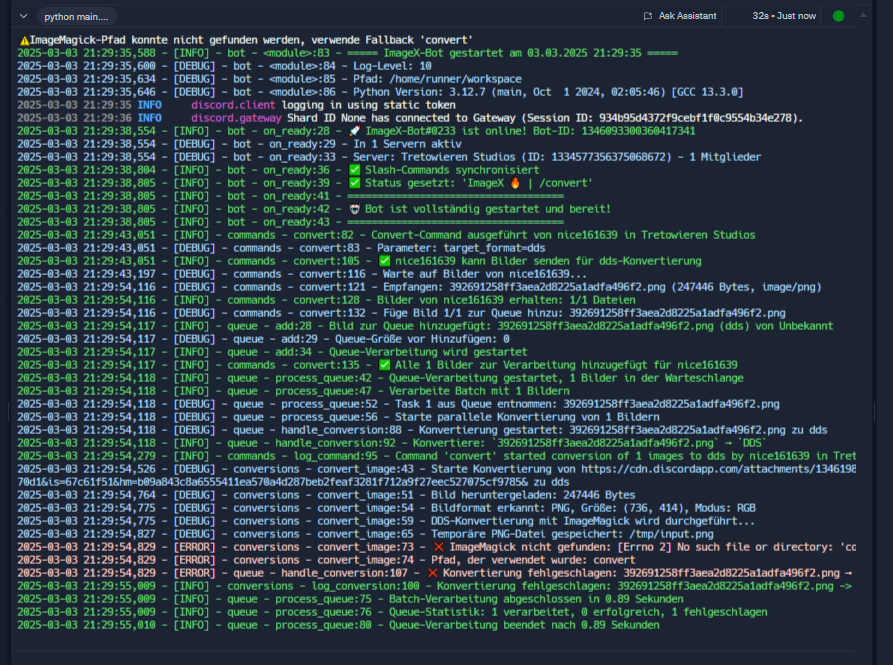 python main....
Ask Assistant
32s • Just now
⚠️ImageMagick-Pfad konnte nicht gefunden werden, verwende Fallback 'convert'
2025-03-03 21:29:35,588 - [INFO] - bot - <module>:83 - ===== ImageX-Bot gestartet am 03.03.2025 21:29:35 =====
2025-03-03 21:29:35,600 - [DEBUG] - bot - <module>:84 - Log-Level: 10
2025-03-03 21:29:35,634 - [DEBUG] - bot - <module>:85 - Pfad: /home/runner/workspace
2025-03-03 21:29:35,646 - [DEBUG] - bot - <module>:86 - Python Version: 3.12.7 (main, Oct  1 2024, 02:05:46) [GCC 13.3.0]
2025-03-03 21:29:35 INFO     discord.client logging in using static token
2025-03-03 21:29:36 INFO     discord.gateway Shard ID None has connected to Gateway (Session ID: 934b95d4372f9cebf1f0c9554b34e278).
2025-03-03 21:29:38,554 - [INFO] - bot - on_ready:28 - 🚀 ImageX-Bot#0233 ist online! Bot-ID: 1346093300360417341
2025-03-03 21:29:38,554 - [DEBUG] - bot - on_ready:29 - In 1 Servern aktiv
2025-03-03 21:29:38,554 - [DEBUG] - bot - on_ready:33 - Server: Tretowieren Studios (ID: 1334577356375068672) - 1 Mitglieder
2025-03-03 21:29:38,804 - [INFO] - bot - on_ready:36 - ✅ Slash-Commands synchronisiert
2025-03-03 21:29:38,805 - [INFO] - bot - on_ready:39 - ✅ Status gesetzt: 'ImageX 🔥 | /convert'
2025-03-03 21:29:38,805 - [INFO] - bot - on_ready:41 - ========================================
2025-03-03 21:29:38,805 - [INFO] - bot - on_ready:42 - 🤖 Bot ist vollständig gestartet und bereit!
2025-03-03 21:29:38,805 - [INFO] - bot - on_ready:43 - ========================================
2025-03-03 21:29:43,051 - [INFO] - commands - convert:82 - Convert-Command ausgeführt von nice161639 in Tretowieren Studios
2025-03-03 21:29:43,051 - [DEBUG] - commands - convert:83 - Parameter: target_format=dds
2025-03-03 21:29:43,051 - [INFO] - commands - convert:105 - ✅ nice161639 kann Bilder senden für dds-Konvertierung
2025-03-03 21:29:43,197 - [DEBUG] - commands - convert:116 - Warte auf Bilder von nice161639...
2025-03-03 21:29:54,116 - [DEBUG] - commands - convert:121 - Empfangen: 392691258ff3aea2d8225a1adfa496f2.png (247446 Bytes, image/png)
2025-03-03 21:29:54,116 - [INFO] - commands - convert:128 - Bilder von nice161639 erhalten: 1/1 Dateien
2025-03-03 21:29:54,116 - [DEBUG] - commands - convert:132 - Füge Bild 1/1 zur Queue hinzu: 392691258ff3aea2d8225a1adfa496f2.png
2025-03-03 21:29:54,117 - [INFO] - queue - add:28 - Bild zur Queue hinzugefügt: 392691258ff3aea2d8225a1adfa496f2.png (dds) von Unbekannt
2025-03-03 21:29:54,117 - [DEBUG] - queue - add:29 - Queue-Größe vor Hinzufügen: 0
2025-03-03 21:29:54,117 - [INFO] - queue - add:34 - Queue-Verarbeitung wird gestartet
2025-03-03 21:29:54,117 - [INFO] - commands - convert:135 - ✅ Alle 1 Bilder zur Verarbeitung hinzugefügt für nice161639
2025-03-03 21:29:54,118 - [INFO] - queue - process_queue:42 - Queue-Verarbeitung gestartet, 1 Bilder in der Warteschlange
2025-03-03 21:29:54,118 - [INFO] - queue - process_queue:47 - Verarbeite Batch mit 1 Bildern
2025-03-03 21:29:54,118 - [DEBUG] - queue - process_queue:52 - Task 1 aus Queue entnommen: 392691258ff3aea2d8225a1adfa496f2.png
2025-03-03 21:29:54,118 - [DEBUG] - queue - process_queue:56 - Starte parallele Konvertierung von 1 Bildern
2025-03-03 21:29:54,118 - [DEBUG] - queue - handle_conversion:88 - Konvertierung gestartet: 392691258ff3aea2d8225a1adfa496f2.png zu dds
2025-03-03 21:29:54,118 - [INFO] - queue - handle_conversion:92 - Konvertiere: `392691258ff3aea2d8225a1adfa496f2.png` → `DDS`
2025-03-03 21:29:54,279 - [INFO] - commands - log_command:95 - Command 'convert' started conversion of 1 images to dds by nice161639 in Tret
2025-03-03 21:29:54,526 - [DEBUG] - conversions - convert_image:43 - Starte Konvertierung von https://cdn.discordapp.com/attachments/1346198
70d1&is=67c61f51&hm=b09a843c8a6555411ea570a4d287beb2feaf3281f712a9f27eec527075cf9785& zu dds
2025-03-03 21:29:54,764 - [DEBUG] - conversions - convert_image:51 - Bild heruntergeladen: 247446 Bytes
2025-03-03 21:29:54,775 - [DEBUG] - conversions - convert_image:54 - Bildformat erkannt: PNG, Größe: (736, 414), Modus: RGB
2025-03-03 21:29:54,775 - [DEBUG] - conversions - convert_image:59 - DDS-Konvertierung mit ImageMagick wird durchgeführt...
2025-03-03 21:29:54,827 - [DEBUG] - conversions - convert_image:65 - Temporäre PNG-Datei gespeichert: /tmp/input.png
2025-03-03 21:29:54,829 - [ERROR] - conversions - convert_image:73 - ❌ ImageMagick nicht gefunden: [Errno 2] No such file or directory: 'co
2025-03-03 21:29:54,829 - [ERROR] - conversions - convert_image:74 - Pfad, der verwendet wurde: convert
2025-03-03 21:29:54,829 - [ERROR] - queue - handle_conversion:107 - ❌ Konvertierung fehlgeschlagen: 392691258ff3aea2d8225a1adfa496f2.png →
2025-03-03 21:29:55,009 - [INFO] - conversions - log_conversion:100 - Konvertierung fehlgeschlagen: 392691258ff3aea2d8225a1adfa496f2.png ->
2025-03-03 21:29:55,009 - [INFO] - queue - process_queue:75 - Batch-Verarbeitung abgeschlossen in 0.89 Sekunden
2025-03-03 21:29:55,009 - [INFO] - queue - process_queue:76 - Queue-Statistik: 1 verarbeitet, 0 erfolgreich, 1 fehlgeschlagen
2025-03-03 21:29:55,010 - [INFO] - queue - process_queue:80 - Queue-Verarbeitung beendet nach 0.89 Sekunden